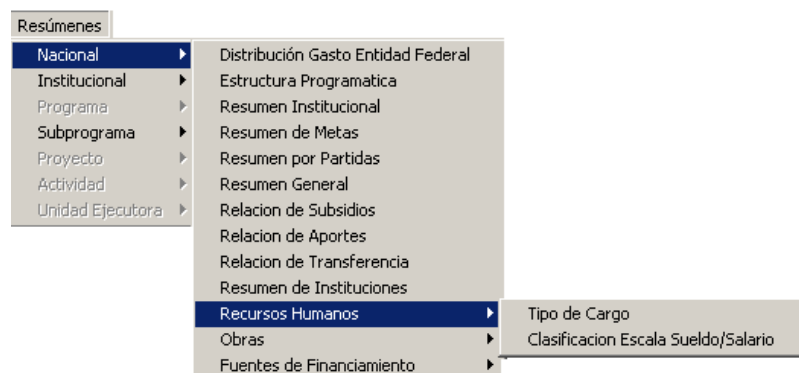 Resúmenes
Nacional
Institucional
Programa
Subprograma
Proyecto
Actividad
Unidad Ejecutora
Distribución Gasto Entidad Federal
Estructura Programatica
Resumen Institucional
Resumen de Metas
Resumen por Partidas
Resumen General
Relacion de Subsidios
Relacion de Aportes
Relacion de Transferencia
Resumen de Instituciones
Recursos Humanos
Obras
Fuentes de Financiamiento
Tipo de Cargo
Clasificacion Escala Sueldo/Salario